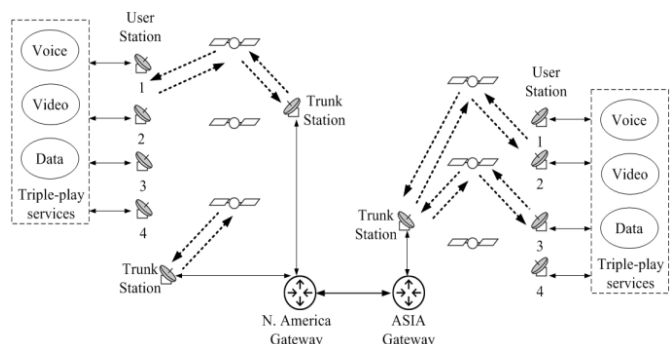 User
Station
Voice
Video
Data
Triple-play
services
1
2
3
4
Trunk
Station
Trunk
Station
N. America
Gateway
ASIA
Gateway
Trunk
Station
User
Station
1
2
3
4
Voice
Video
Data
Triple-play
services